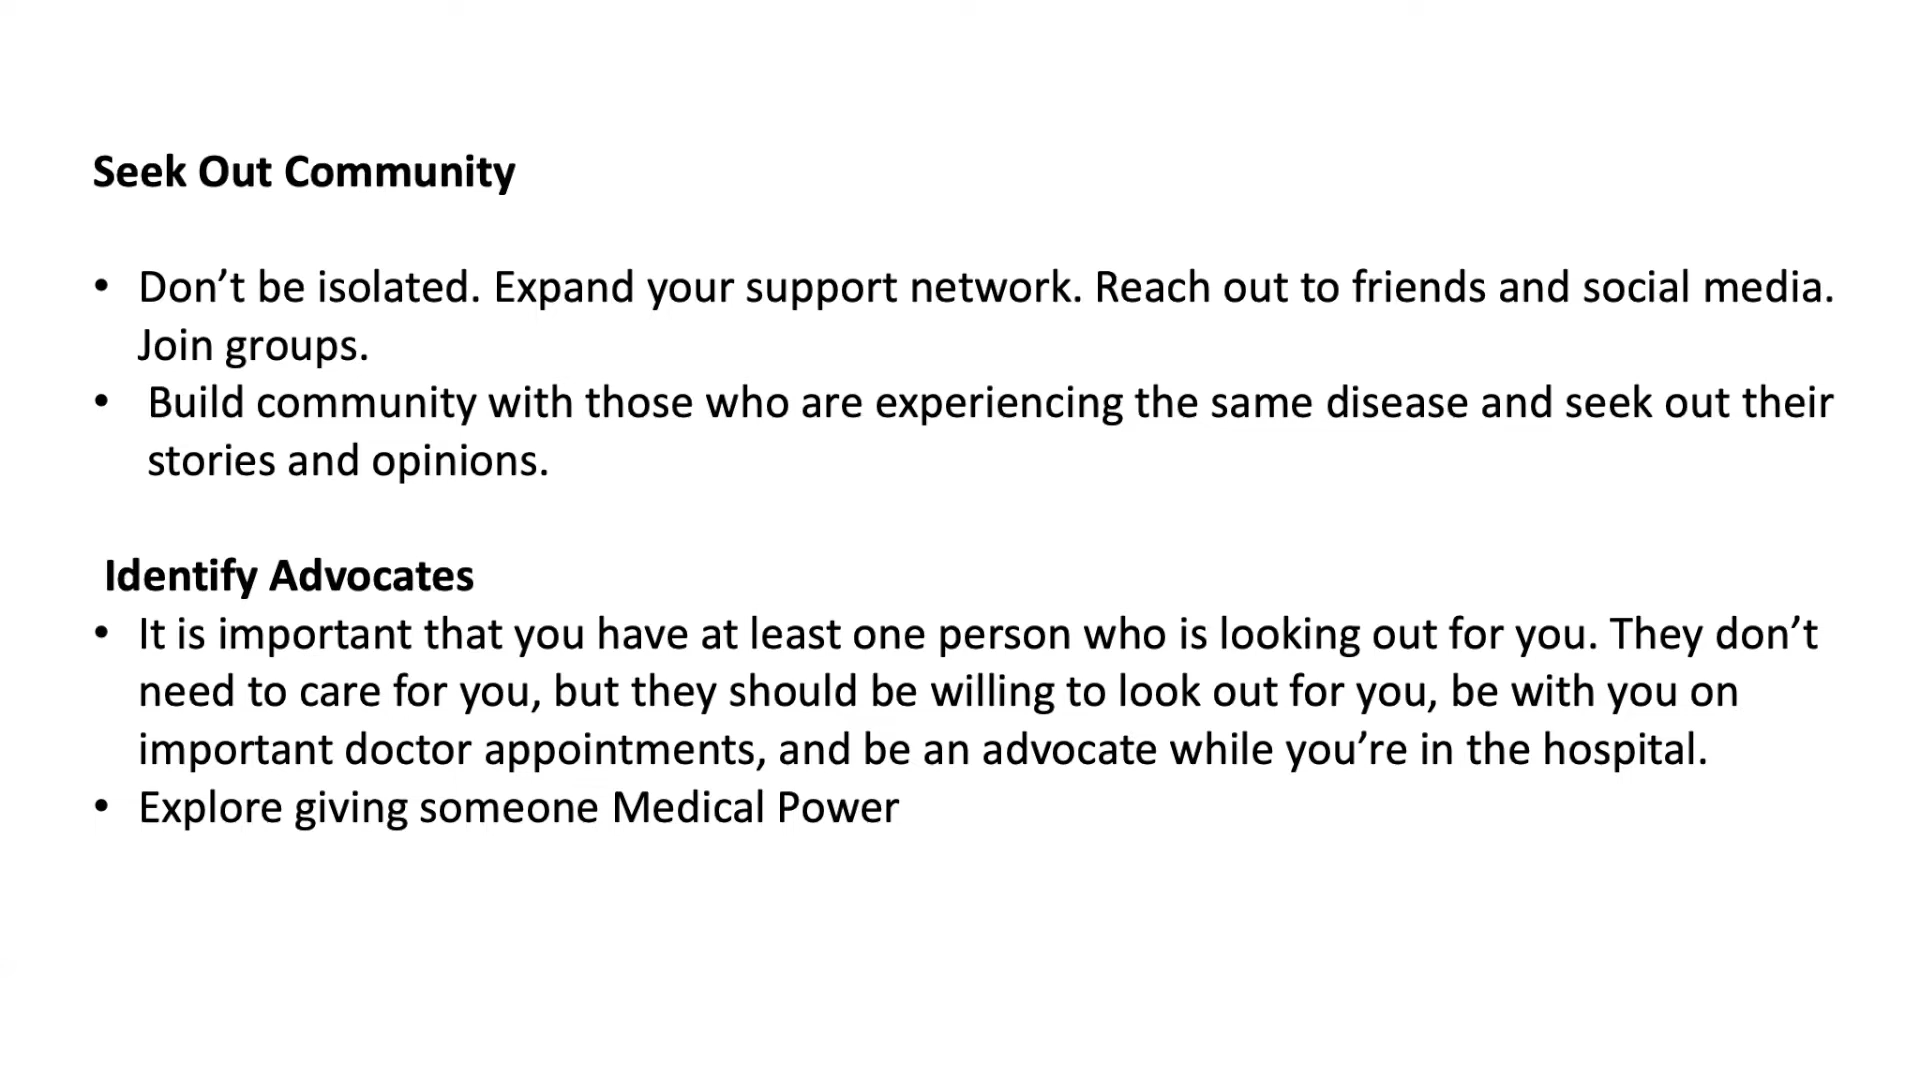 Seek Out Community
• Don’t be isolated. Expand your support network. Reach out to friends and social media.
Join groups.
• Build community with those who are experiencing the same disease and seek out their
stories and opinions.
Identify Advocates
• It is important that you have at least one person who is looking out for you. They don’t
need to care for you, but they should be willing to look out for you, be with you on
important doctor appointments, and be an advocate while you’re in the hospital.
• Explore giving someone Medical Power